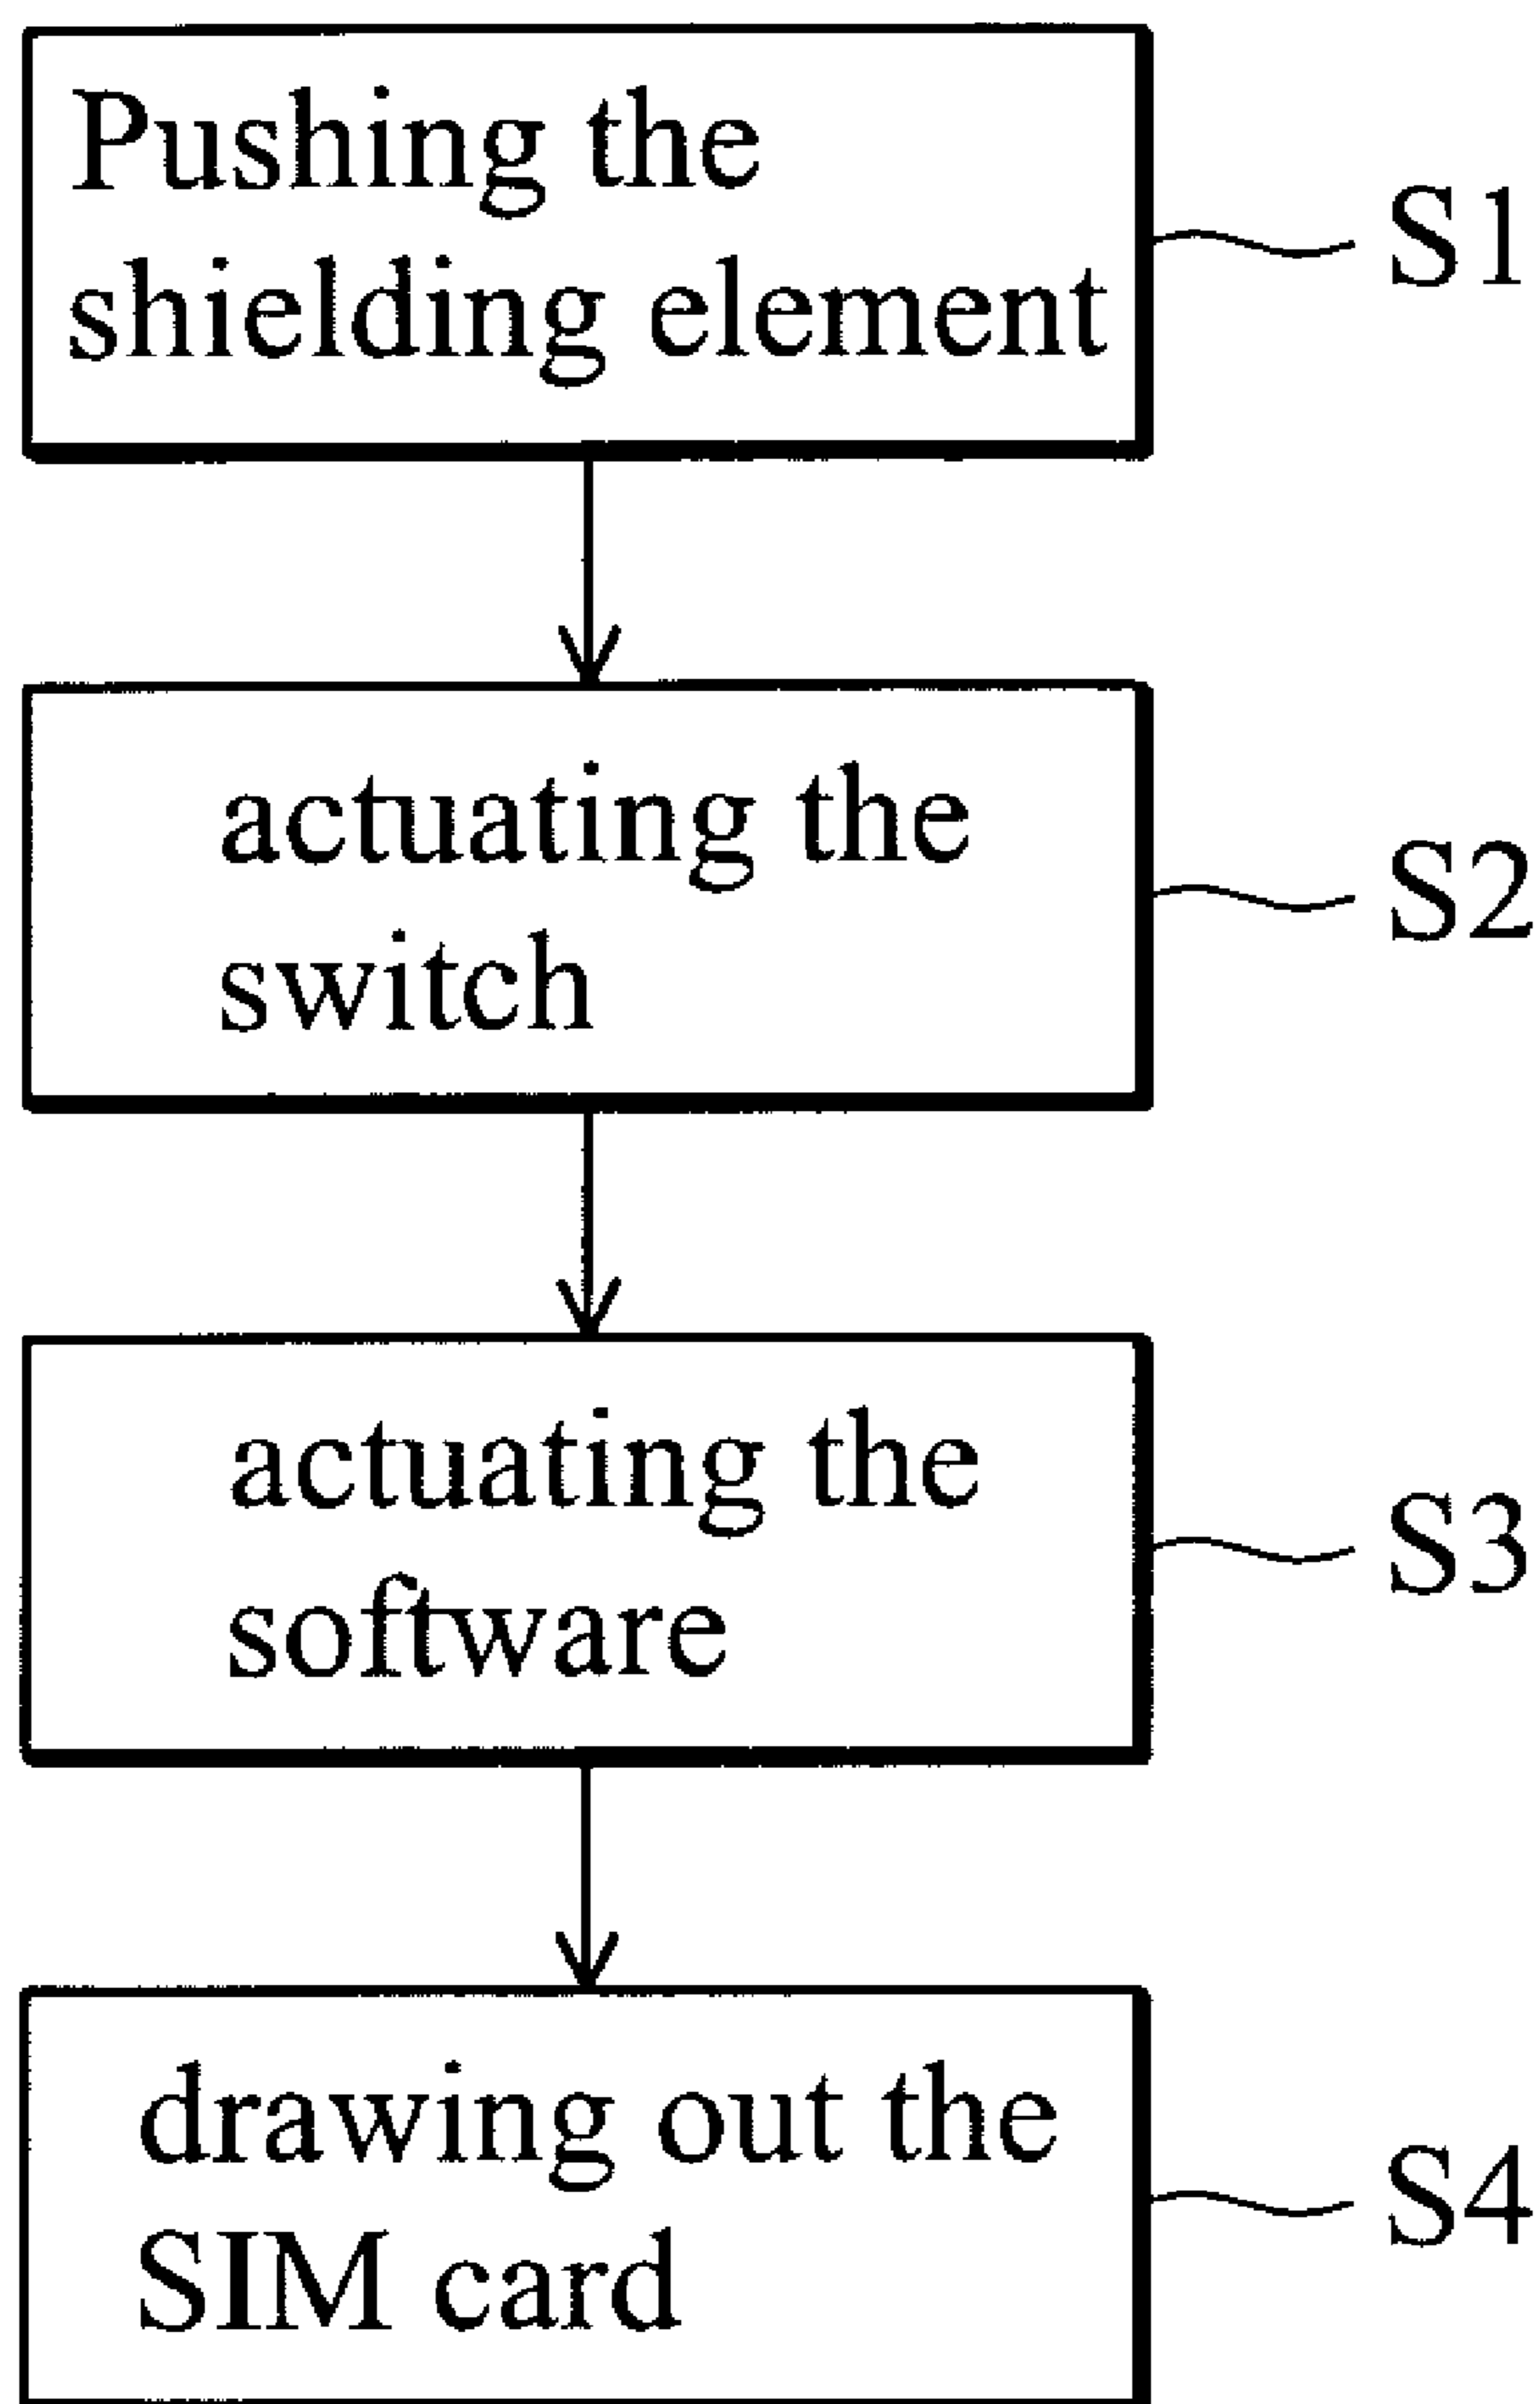 Pushing the
shielding element
S1
actuating the
switch
S2
actuating the
software
S3
drawing out the
SIM card
S4